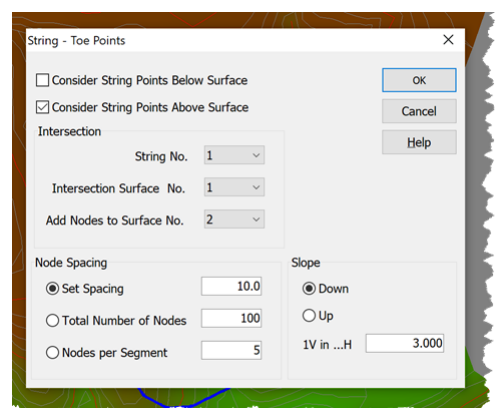 String - Toe Points
Consider String Points Below Surface
OK
Consider String Points Above Surface
Cancel
Help
Intersection
String No. 1
Intersection Surface No. 1
Add Nodes to Surface No. 2
Node Spacing
Set Spacing 10.0
Total Number of Nodes 100
Nodes per Segment 5
Slope
Down
Up
1V in ...H 3.000